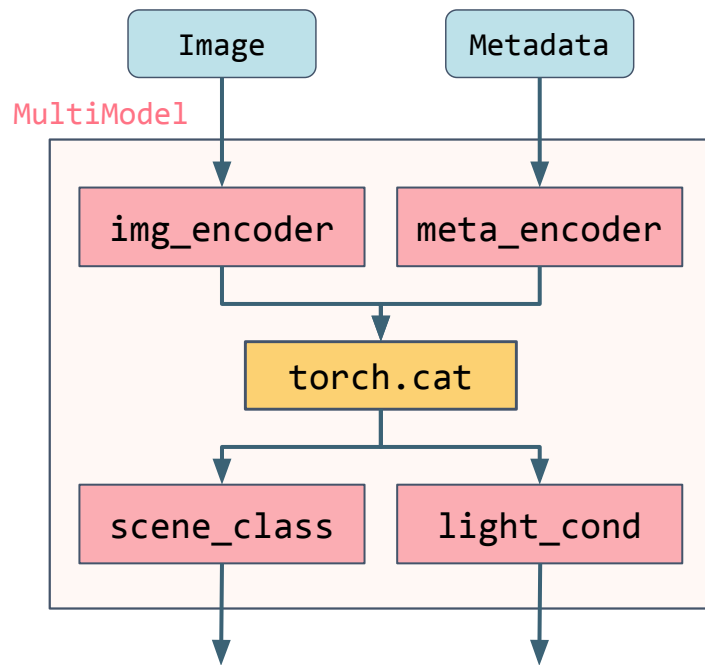 Image
Metadata
MultiModel
img_encoder
meta_encoder
torch.cat
scene_class
light_cond